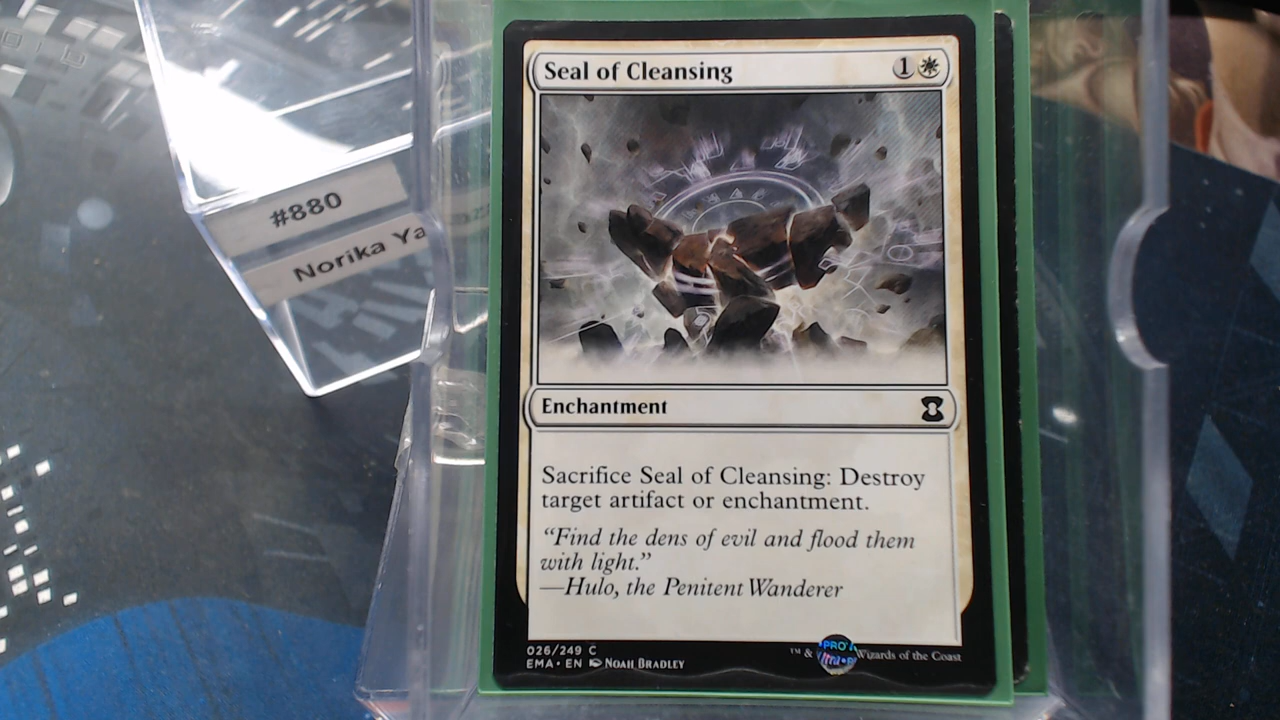 #880
Norika Ya
Seal of Cleansing
1
Enchantment
Sacrifice Seal of Cleansing: Destroy
target artifact or enchantment.
“Find the dens of evil and flood them
with light.”
—Hulo, the Penitent Wanderer
026/249 C
EMA • EN Noah Bradley
™ & Wizards of the Coast
PRO